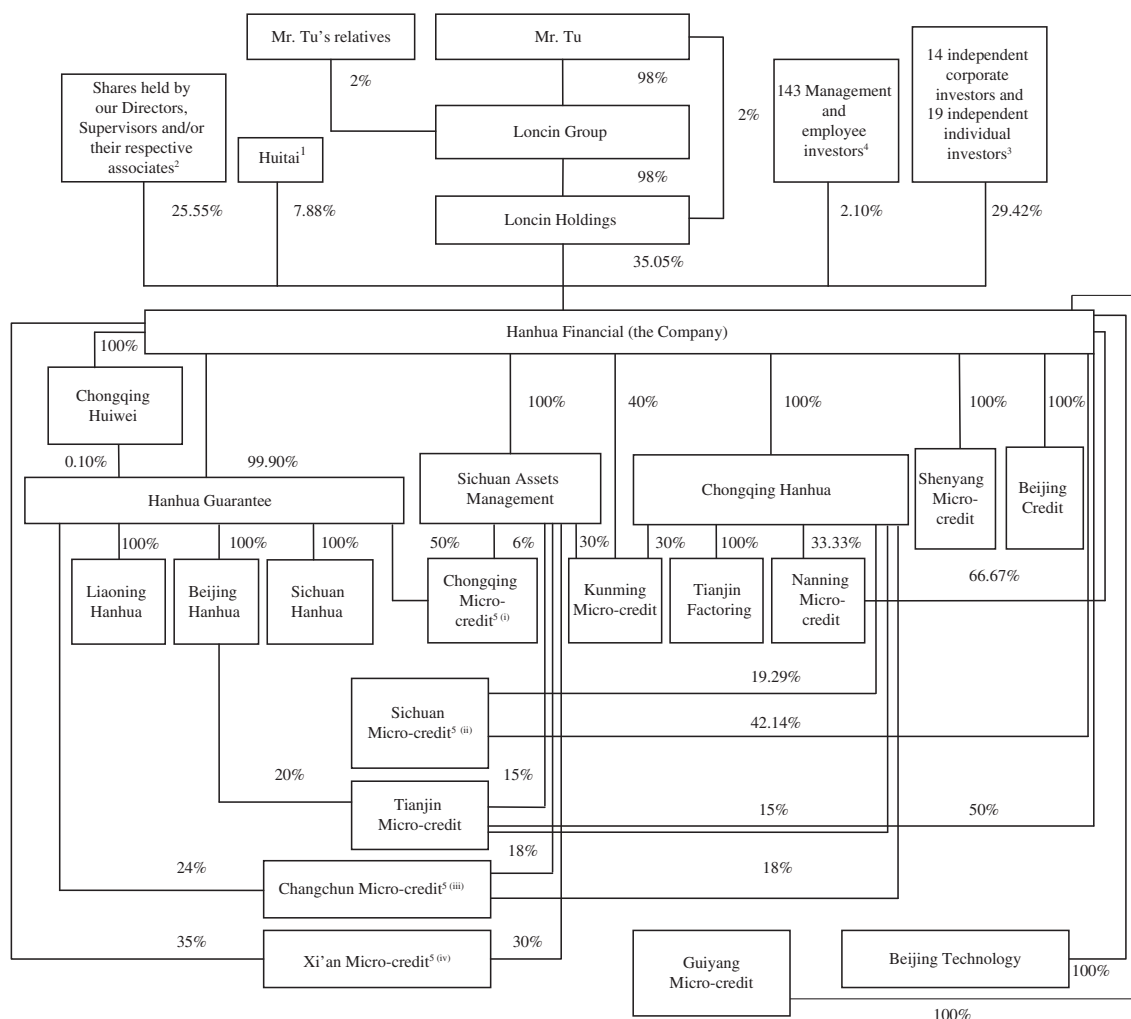 Mr. Tu's relatives
Mr. Tu
14 independent
corporate
investors and
19 independent
individual
investors³
Shares held by
our Directors,
Supervisors and/or
their respective
associates²
2%
98%
143 Management
and
employee
investors⁴
2%
Loncin Group
Huitai¹
98%
25.55%
7.88%
Loncin Holdings
2.10%
29.42%
35.05%
Hanhua Financial (the Company)
100%
Chongqing
Huiwei
100%
40%
100%
100%
100%
0.10%
99.90%
Sichuan Assets
Management
Chongqing Hanhua
Shenyang
Micro-
credit
Beijing
Credit
Hanhua Guarantee
100%
100%
100%
50%
6%
30%
30%
100%
33.33%
66.67%
Liaoning
Hanhua
Beijing
Hanhua
Sichuan
Hanhua
Chongqing
Micro-
credit⁵ ⁽ⁱ⁾
Kunming
Micro-credit
Tianjin
Factoring
Nanning
Micro-
credit
19.29%
Sichuan
Micro-credit⁵ ⁽ⁱⁱ⁾
42.14%
20%
15%
Tianjin
Micro-credit
15%
50%
18%
24%
18%
Changchun Micro-credit⁵ ⁽ⁱⁱⁱ⁾
35%
30%
Xi'an Micro-credit⁵ ⁽ⁱᵛ⁾
Guiyang
Micro-credit
Beijing Technology
100%
100%